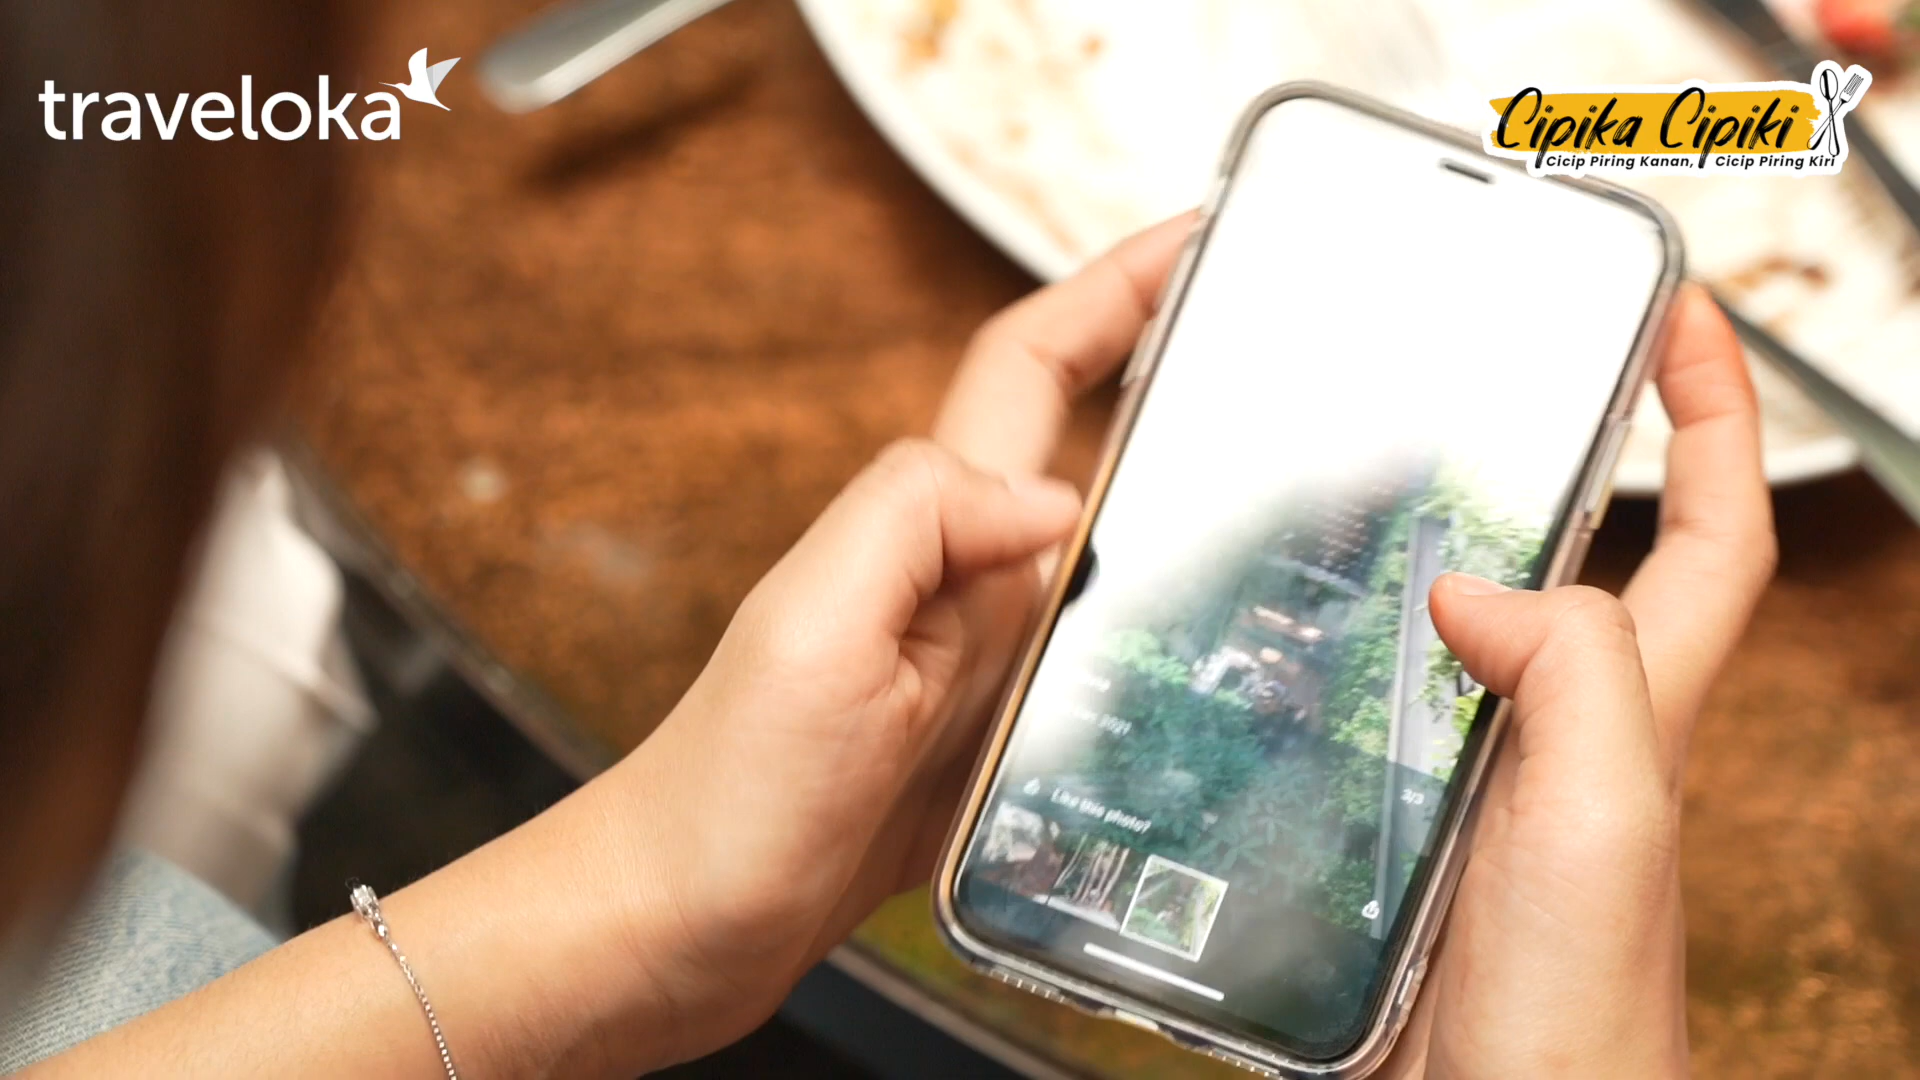 traveloka
Cipika Cipiki
Cicip Piring Kanan, Cicip Piring Kiri
2/3
Like this photo?